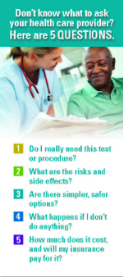 Don't know what to ask
your health care provider?
Here are 5 QUESTIONS.
1 Do I really need this test
or procedure?
2 What are the risks and
side effects?
3 Are there simpler, safer
options?
4 What happens if I don't
do anything?
5 How much does it cost,
and will my insurance
pay for it?